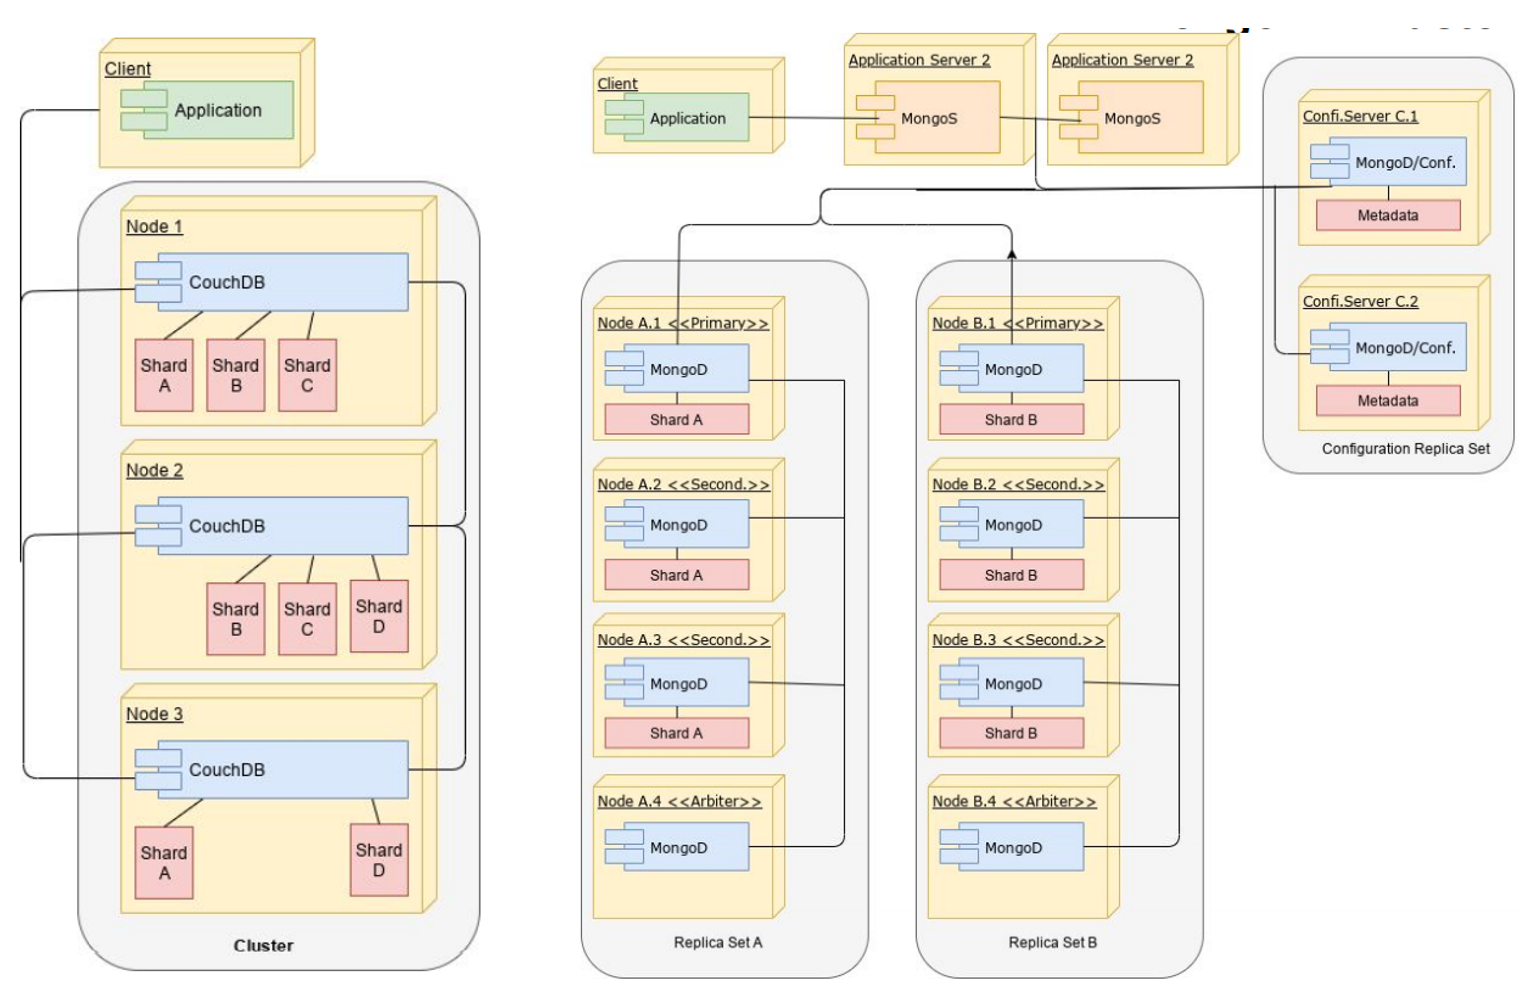 Client
Application
Node 1
CouchDB
Shard
A
Shard
B
Shard
C
Node 2
CouchDB
Shard
B
Shard
C
Shard
D
Node 3
CouchDB
Shard
A
Shard
D
Cluster
Client
Application
Application Server 2
MongoS
Application Server 2
MongoS
Confi.Server C.1
MongoD/Conf.
Metadata
Confi.Server C.2
MongoD/Conf.
Metadata
Configuration Replica Set
Node A.1 <<Primary>>
MongoD
Shard A
Node A.2 <<Second.>>
MongoD
Shard A
Node A.3 <<Second.>>
MongoD
Shard A
Node A.4 <<Arbiter>>
MongoD
Replica Set A
Node B.1 <<Primary>>
MongoD
Shard B
Node B.2 <<Second.>>
MongoD
Shard B
Node B.3 <<Second.>>
MongoD
Shard B
Node B.4 <<Arbiter>>
MongoD
Replica Set B